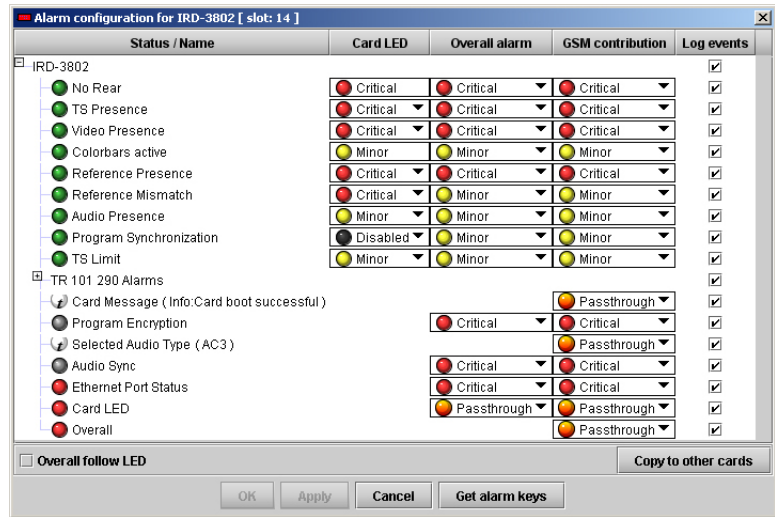 Alarm configuration for IRD-3802 [ slot: 14 ]
Status / Name Card LED Overall alarm GSM contribution Log events
IRD-3802
No Rear Critical Critical Critical
TS Presence Critical Critical Critical
Video Presence Critical Critical Critical
Colorbars active Minor Minor Minor
Reference Presence Critical Critical Critical
Reference Mismatch Critical Minor Minor
Audio Presence Minor Minor Minor
Program Synchronization Disabled Minor Minor
TS Limit Minor Minor Minor
TR 101 290 Alarms
Card Message ( Info:Card boot successful ) Passthrough
Program Encryption Critical Critical
Selected Audio Type ( AC3 ) Passthrough
Audio Sync Critical Critical
Ethernet Port Status Critical Critical
Card LED Passthrough Passthrough
Overall Passthrough
Overall follow LED Copy to other cards
OK Apply Cancel Get alarm keys